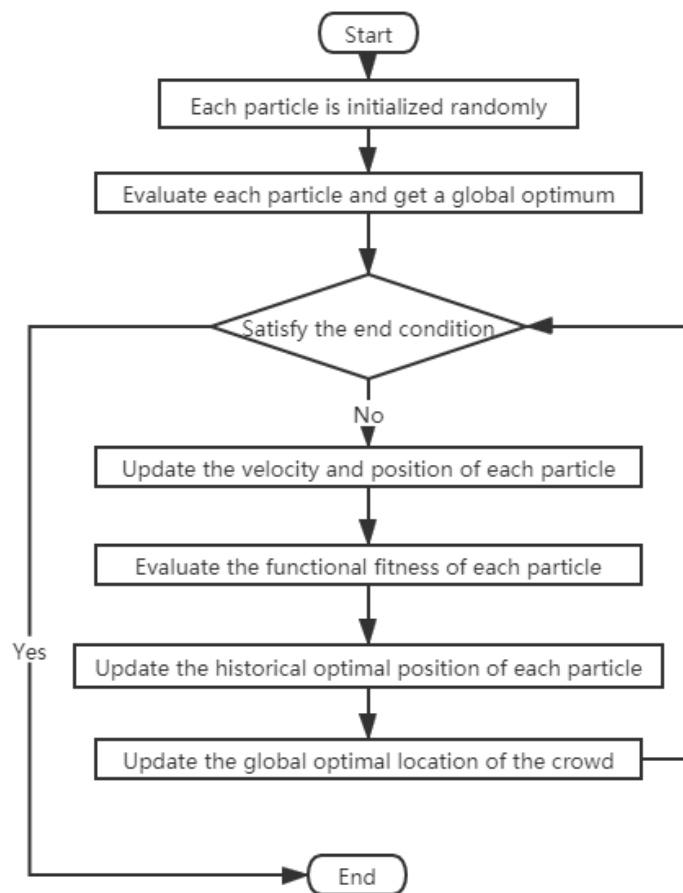 Start
Each particle is initialized randomly
Evaluate each particle and get a global optimum
Satisfy the end condition
No
Update the velocity and position of each particle
Evaluate the functional fitness of each particle
Yes
Update the historical optimal position of each particle
Update the global optimal location of the crowd
End